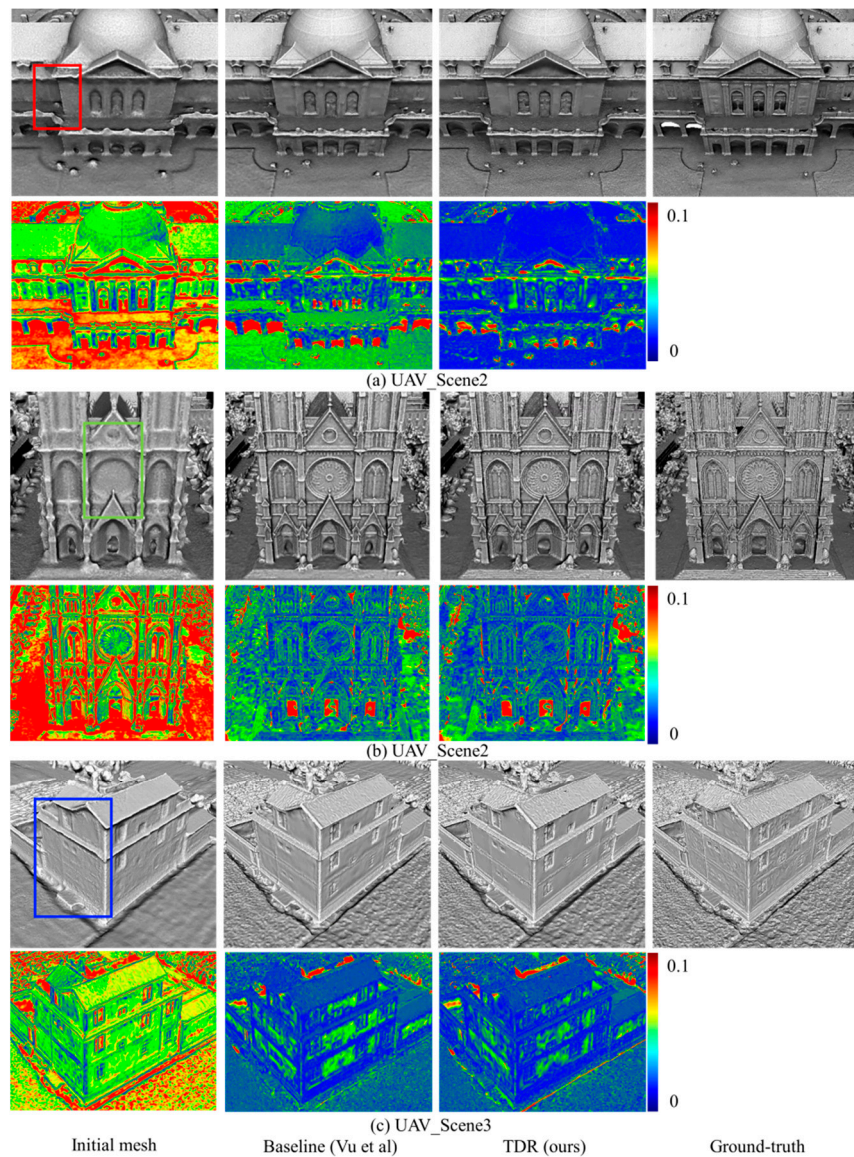 0.1
0
(a) UAV_Scene2
0.1
0
(b) UAV_Scene2
0.1
0
(c) UAV_Scene3
Initial mesh Baseline (Vu et al) TDR (ours) Ground-truth